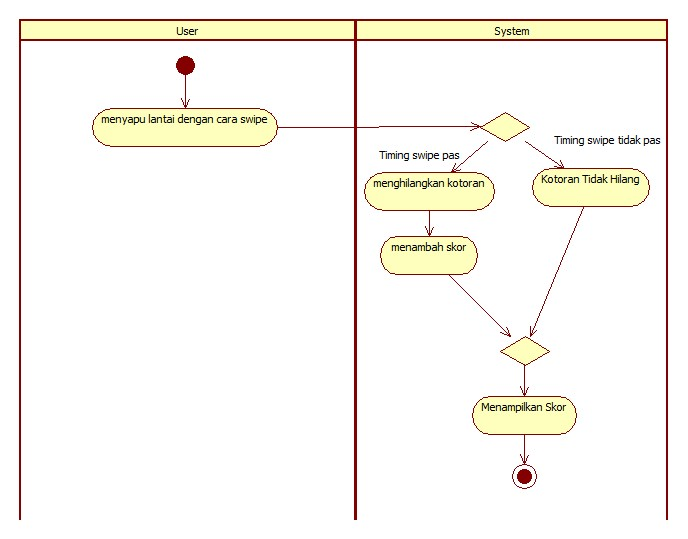 User
System
menyapu lantai dengan cara swipe
Timing swipe tidak pas
Timing swipe pas
menghilangkan kotoran
Kotoran Tidak Hilang
menambah skor
Menampilkan Skor